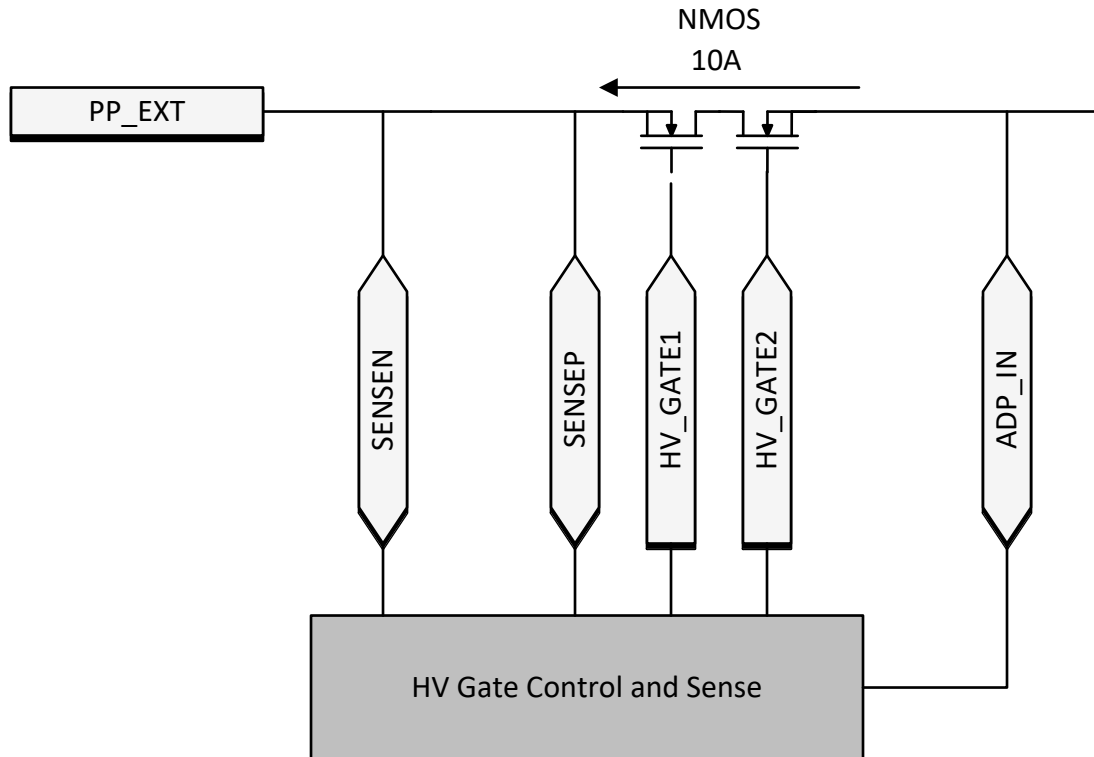 NMOS
10A
PP_EXT
SENSEN
SENSEP
HV_GATE1
HV_GATE2
ADP_IN
HV Gate Control and Sense